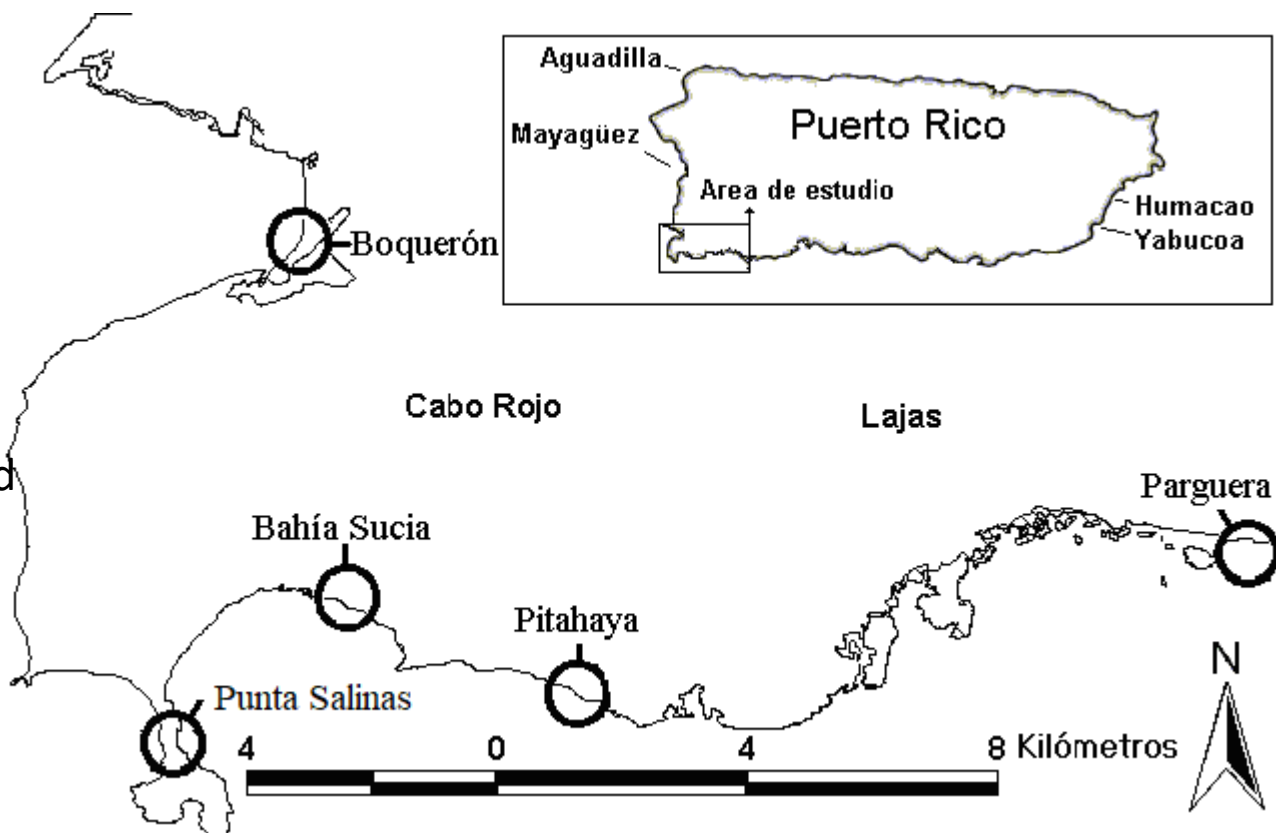 Aguadilla
Puerto Rico
Mayagüez
Area de estudio
Humacao
Yabucoa
Boquerón
Cabo Rojo
Lajas
d
Parguera
Bahía Sucia
Pitahaya
N
Punta Salinas
4 0 4 8 Kilómetros